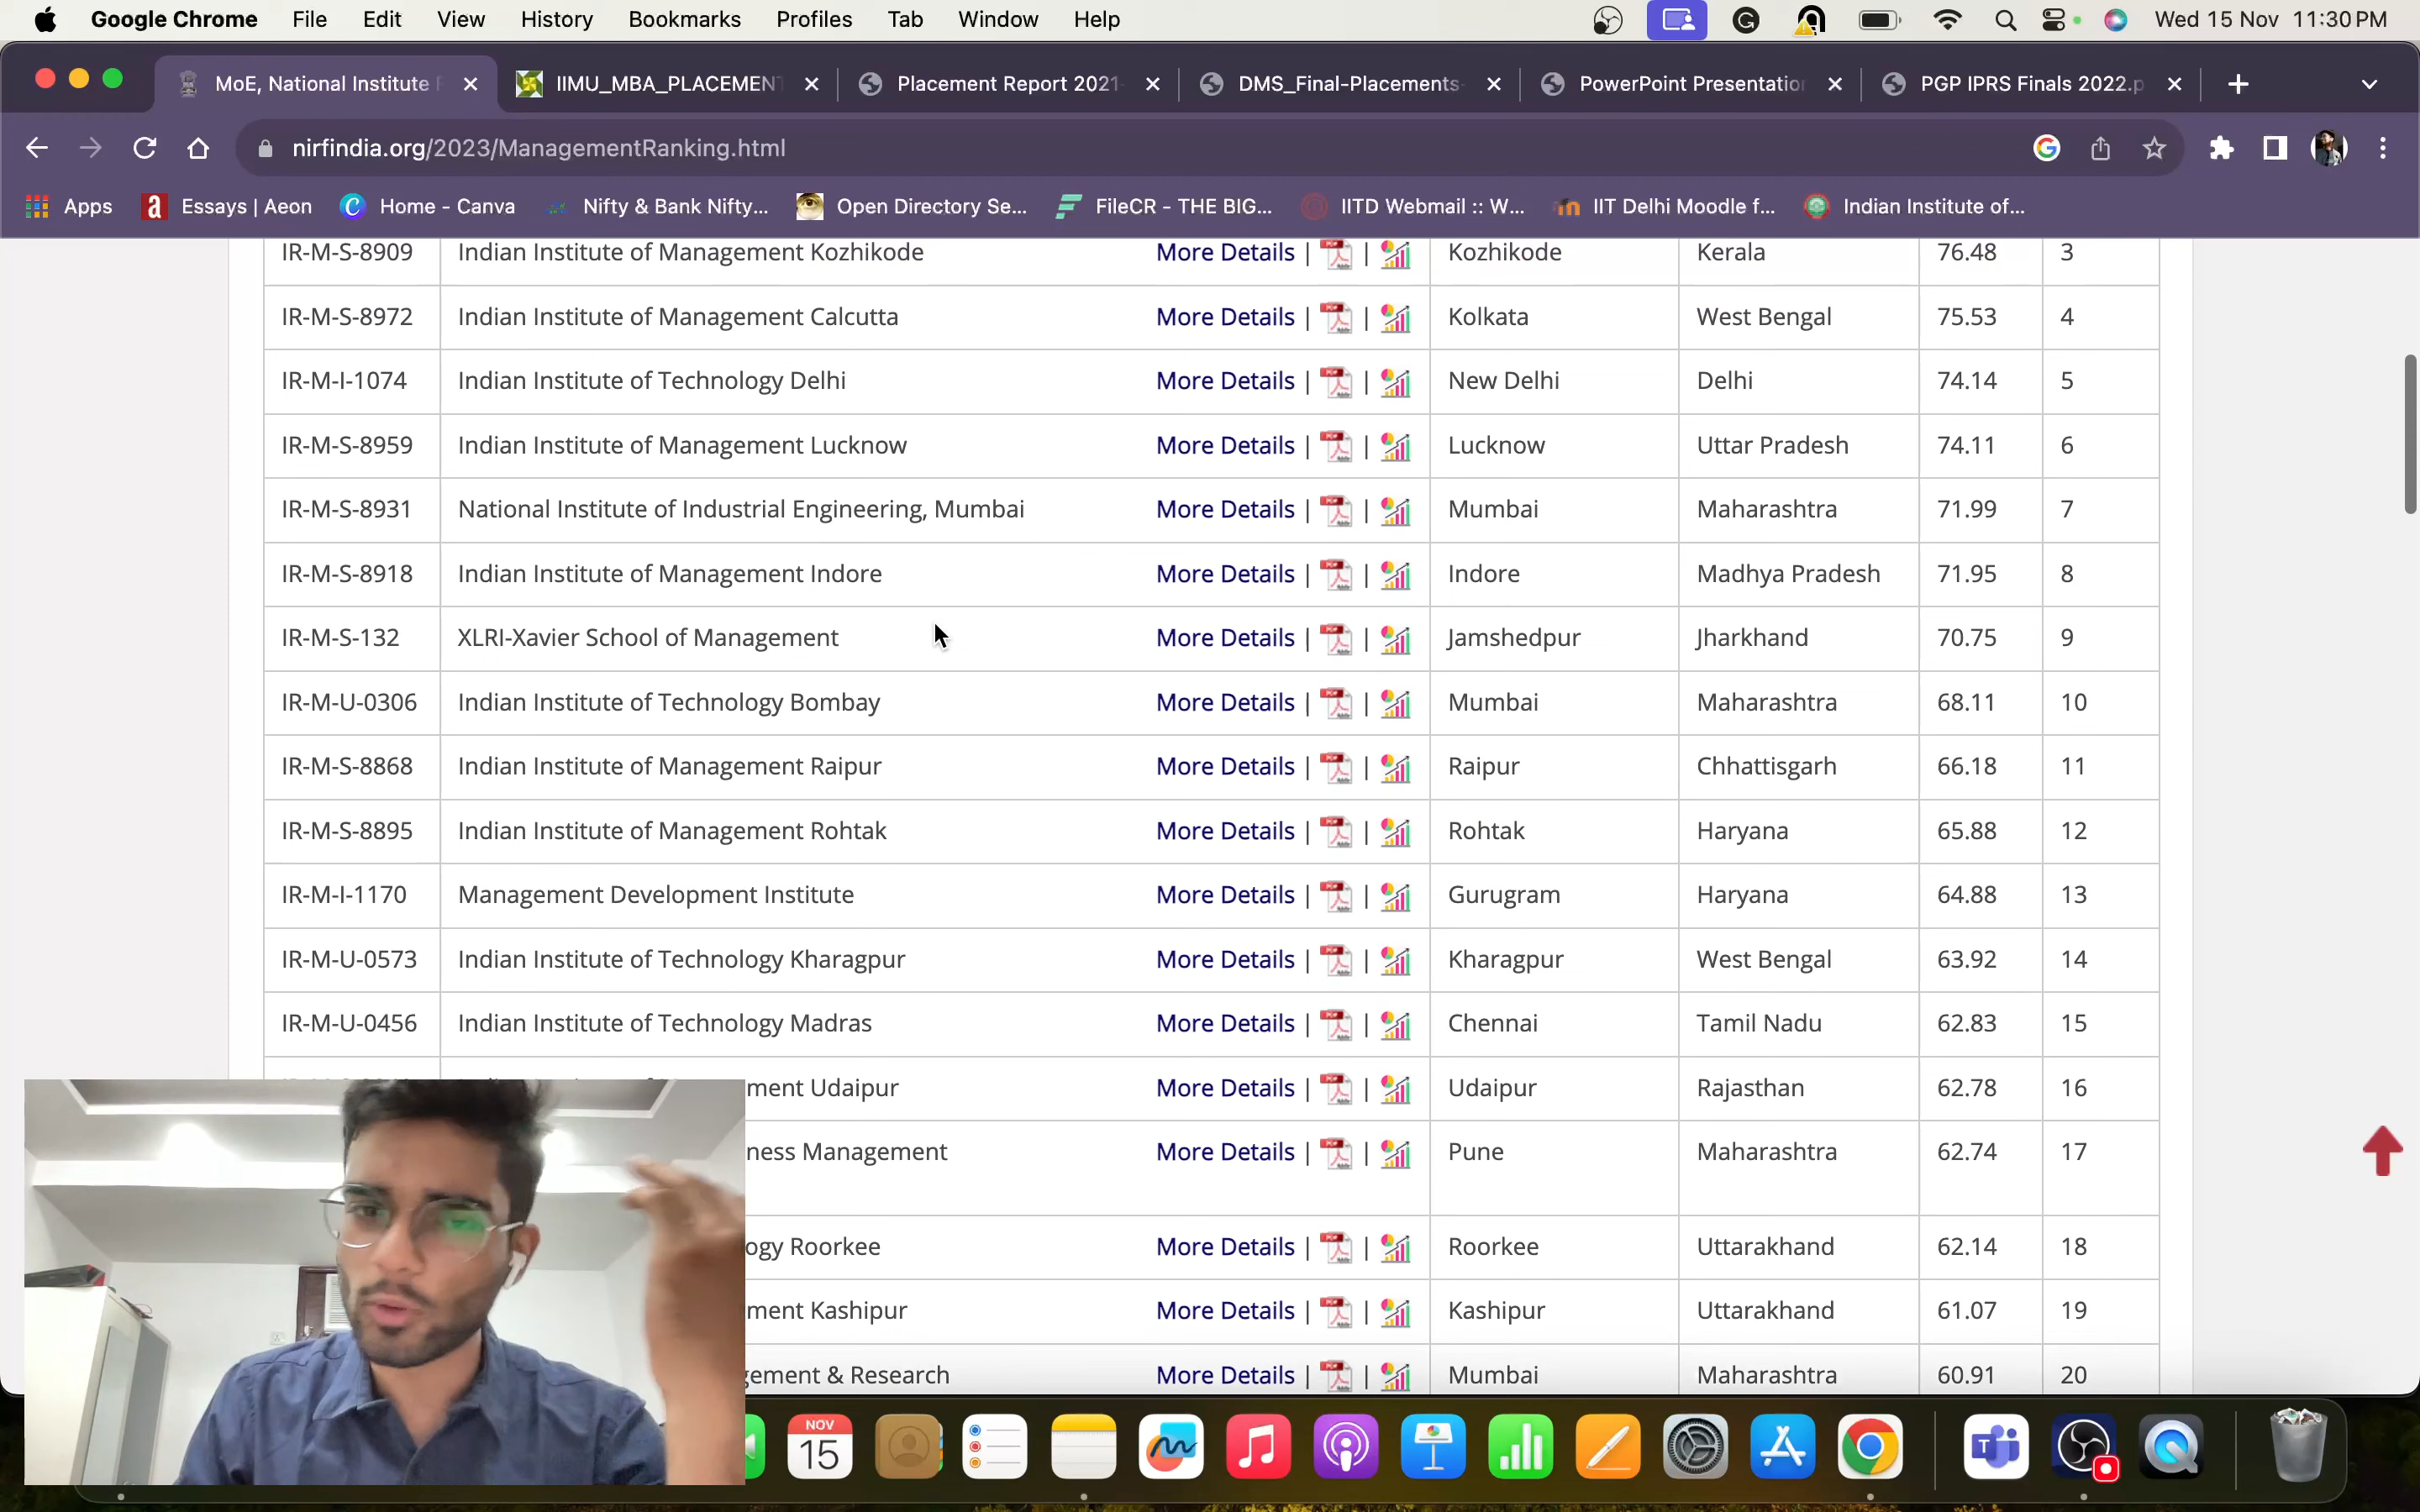 Google Chrome File Edit View History Bookmarks Profiles Tab Window Help Wed 15 Nov 11:30 PM
MoE, National Institute IIMU_MBA_PLACEMEN Placement Report 2021- DMS_Final-Placements- PowerPoint Presentation PGP IPRS Finals 2022.p
nirfindia.org/2023/ManagementRanking.html
Apps Essays | Aeon Home - Canva Nifty & Bank Nifty... Open Directory Se... FileCR - THE BIG... IITD Webmail :: W... IIT Delhi Moodle f... Indian Institute of...
IR-M-S-8909 Indian Institute of Management Kozhikode More Details | | Kozhikode Kerala 76.48 3
IR-M-S-8972 Indian Institute of Management Calcutta More Details | | Kolkata West Bengal 75.53 4
IR-M-I-1074 Indian Institute of Technology Delhi More Details | | New Delhi Delhi 74.14 5
IR-M-S-8959 Indian Institute of Management Lucknow More Details | | Lucknow Uttar Pradesh 74.11 6
IR-M-S-8931 National Institute of Industrial Engineering, Mumbai More Details | | Mumbai Maharashtra 71.99 7
IR-M-S-8918 Indian Institute of Management Indore More Details | | Indore Madhya Pradesh 71.95 8
IR-M-S-132 XLRI-Xavier School of Management More Details | | Jamshedpur Jharkhand 70.75 9
IR-M-U-0306 Indian Institute of Technology Bombay More Details | | Mumbai Maharashtra 68.11 10
IR-M-S-8868 Indian Institute of Management Raipur More Details | | Raipur Chhattisgarh 66.18 11
IR-M-S-8895 Indian Institute of Management Rohtak More Details | | Rohtak Haryana 65.88 12
IR-M-I-1170 Management Development Institute More Details | | Gurugram Haryana 64.88 13
IR-M-U-0573 Indian Institute of Technology Kharagpur More Details | | Kharagpur West Bengal 63.92 14
IR-M-U-0456 Indian Institute of Technology Madras More Details | | Chennai Tamil Nadu 62.83 15
ment Udaipur More Details | | Udaipur Rajasthan 62.78 16
ness Management More Details | | Pune Maharashtra 62.74 17
ogy Roorkee More Details | | Roorkee Uttarakhand 62.14 18
ment Kashipur More Details | | Kashipur Uttarakhand 61.07 19
gement & Research More Details | | Mumbai Maharashtra 60.91 20
NOV
15